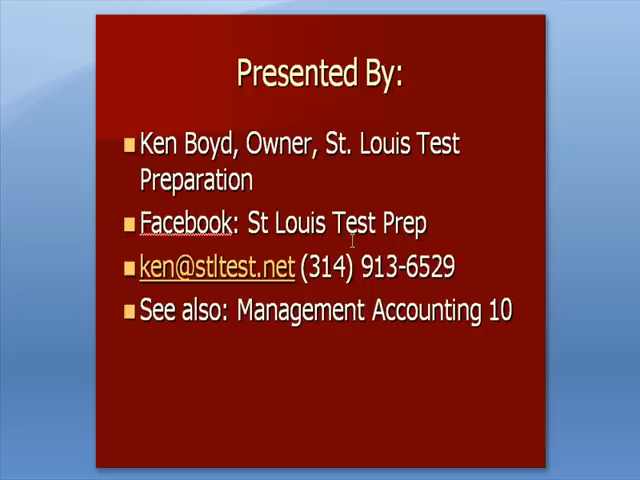 Presented By:
Ken Boyd, Owner, St. Louis Test
Preparation
Facebook: St Louis Test Prep
ken@stltest.net (314) 913-6529
See also: Management Accounting 10